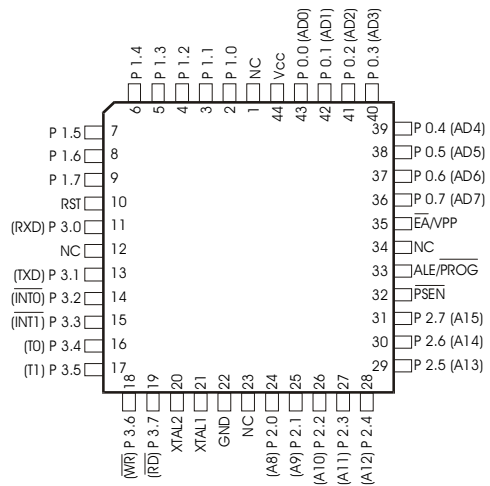 P 1.4
P 1.3
P 1.2
P 1.1
P 1.0
NC
Vcc
P 0.0 (AD0)
P 0.1 (AD1)
P 0.2 (AD2)
P 0.3 (AD3)
6
5
4
3
2
1
44
43
42
41
40
P 1.5 7
P 1.6 8
P 1.7 9
RST 10
(RXD) P 3.0 11
NC 12
(TXD) P 3.1 13
(I̅N̅T̅0̅) P 3.2 14
(I̅N̅T̅1̅) P 3.3 15
(T0) P 3.4 16
(T1) P 3.5 17
39 P 0.4 (AD4)
38 P 0.5 (AD5)
37 P 0.6 (AD6)
36 P 0.7 (AD7)
35 E̅A̅/VPP
34 NC
33 ALE/P̅R̅O̅G̅
32 P̅S̅E̅N̅
31 P 2.7 (A15)
30 P 2.6 (A14)
29 P 2.5 (A13)
18
19
20
21
22
23
24
25
26
27
28
(W̅R̅) P 3.6
(R̅D̅) P 3.7
XTAL2
XTAL1
GND
NC
(A8) P 2.0
(A9) P 2.1
(A10) P 2.2
(A11) P 2.3
(A12) P 2.4